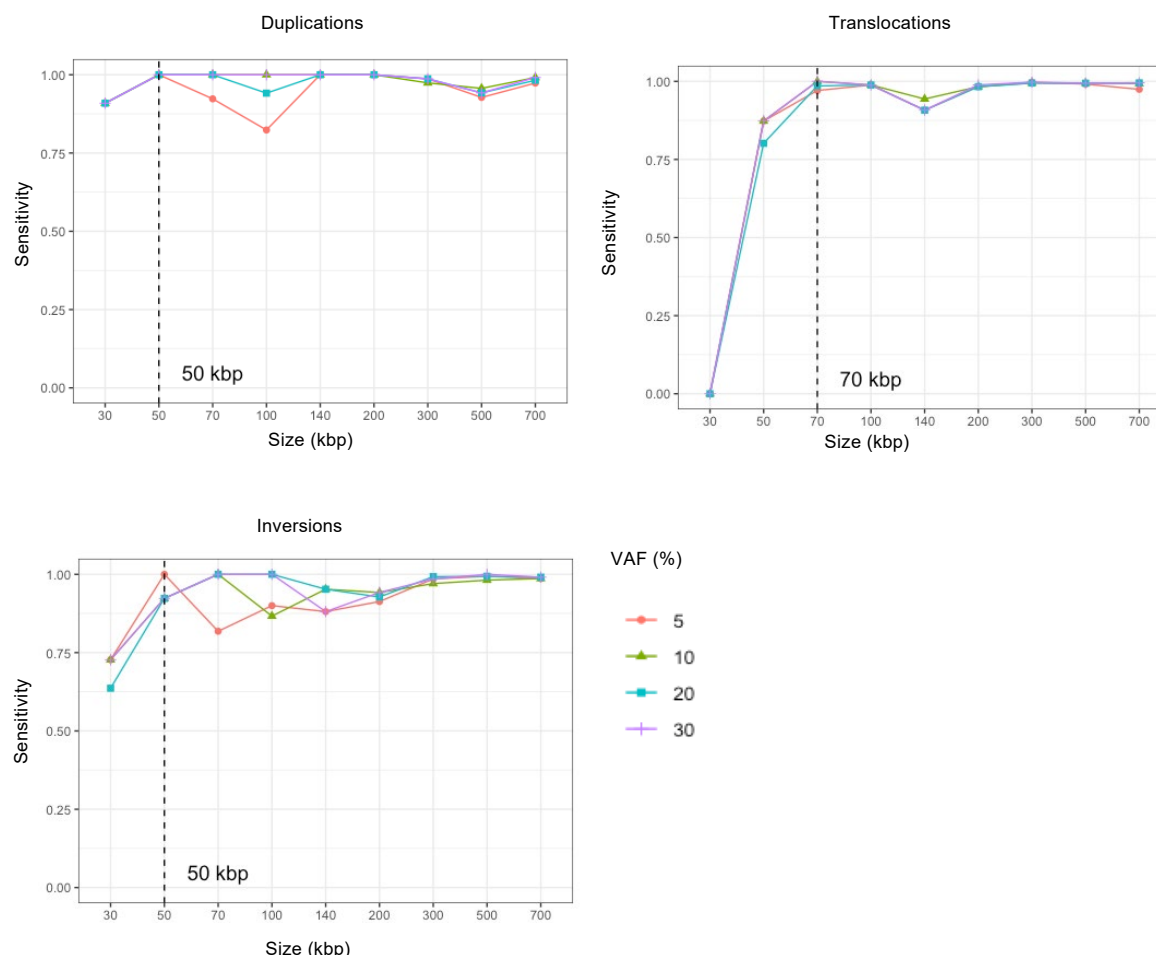 Duplications
Translocations
1.00
0.75
0.50
0.25
0.00
Sensitivity
50 kbp
30 50 70 100 140 200 300 500 700
Size (kbp)
1.00
0.75
0.50
0.25
0.00
Sensitivity
70 kbp
30 50 70 100 140 200 300 500 700
Size (kbp)
Inversions
1.00
0.75
0.50
0.25
0.00
Sensitivity
50 kbp
30 50 70 100 140 200 300 500 700
Size (kbp)
VAF (%)
5
10
20
30